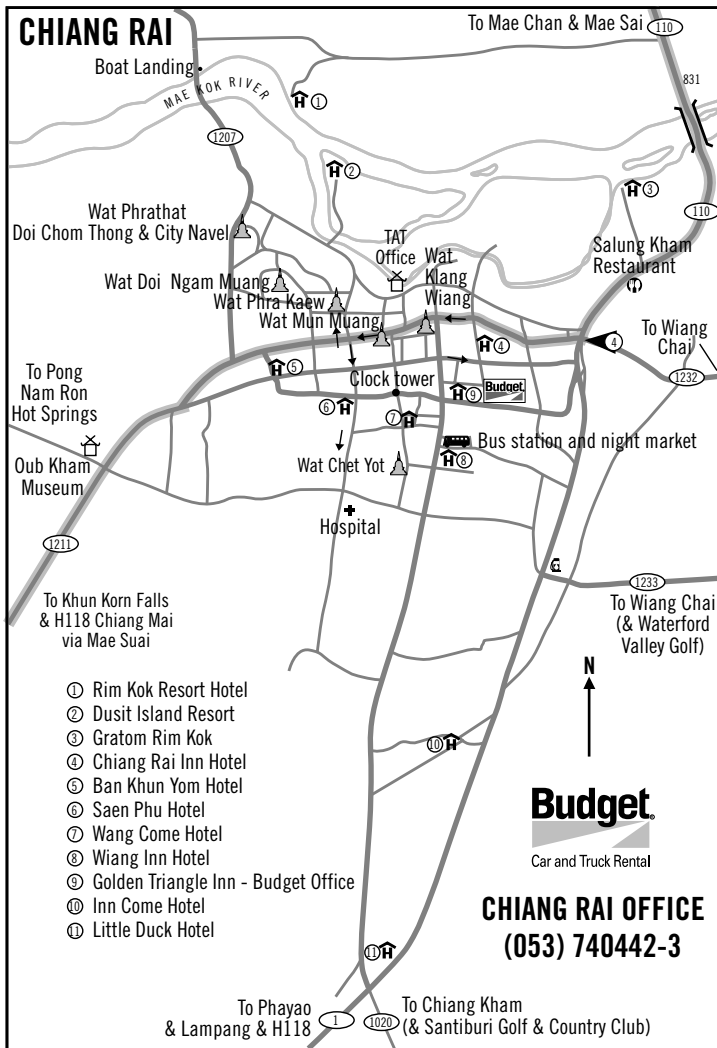 CHIANG RAI
To Mae Chan & Mae Sai
110
Boat Landing
831
MAE KOK RIVER
1
1207
2
3
110
Wat Phrathat
Doi Chom Thong & City Navel
TAT
Office
Wat
Klang
Wiang
Salung Kham
Restaurant
Wat Doi Ngam Muang
Wat Phra Kaew
Wat Mun Muang
4
4
To Wiang
Chai
1232
5
To Pong
Nam Ron
Hot Springs
Clock tower
6
9
Budget
7
Bus station and night market
Oub Kham
Museum
Wat Chet Yot
8
Hospital
1211
G
1233
To Khun Korn Falls
& H118 Chiang Mai
via Mae Suai
To Wiang Chai
(& Waterford
Valley Golf)
N
① Rim Kok Resort Hotel
② Dusit Island Resort
③ Gratom Rim Kok
④ Chiang Rai Inn Hotel
⑤ Ban Khun Yom Hotel
⑥ Saen Phu Hotel
⑦ Wang Come Hotel
⑧ Wiang Inn Hotel
⑨ Golden Triangle Inn - Budget Office
⑩ Inn Come Hotel
⑪ Little Duck Hotel
10
Budget®
Car and Truck Rental
CHIANG RAI OFFICE
(053) 740442-3
11
To Phayao
& Lampang & H118
1
1020
To Chiang Kham
(& Santiburi Golf & Country Club)